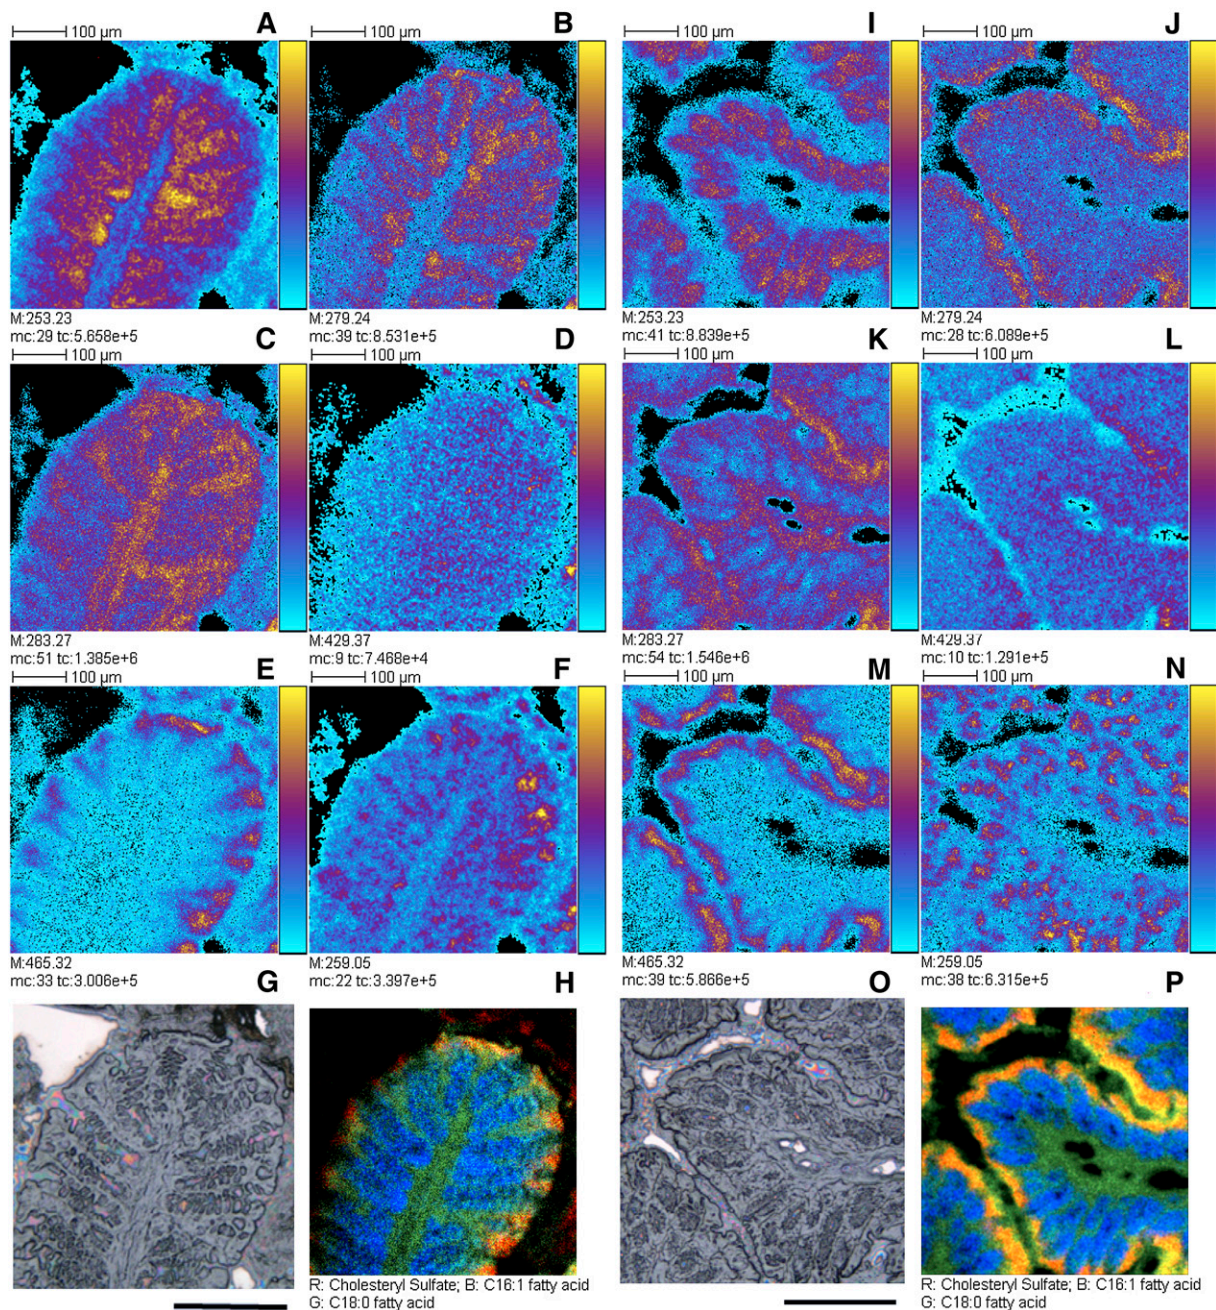 A B I J
100 µm 100 µm 100 µm 100 µm
M:253.23 M:279.24 M:253.23 M:279.24
mc:29 tc:5.658e+5 mc:39 tc:8.531e+5 mc:41 tc:8.839e+5 mc:28 tc:6.089e+5
C D K L
100 µm 100 µm 100 µm 100 µm
M:283.27 M:429.37 M:283.27 M:429.37
mc:51 tc:1.385e+6 mc:9 tc:7.468e+4 mc:54 tc:1.546e+6 mc:10 tc:1.291e+5
E F M N
100 µm 100 µm 100 µm 100 µm
M:465.32 M:259.05 M:465.32 M:259.05
mc:33 tc:3.006e+5 mc:22 tc:3.397e+5 mc:39 tc:5.866e+5 mc:38 tc:6.315e+5
G H O P
R: Cholesteryl Sulfate; B: C16:1 fatty acid R: Cholesteryl Sulfate; B: C16:1 fatty acid
G: C18:0 fatty acid G: C18:0 fatty acid